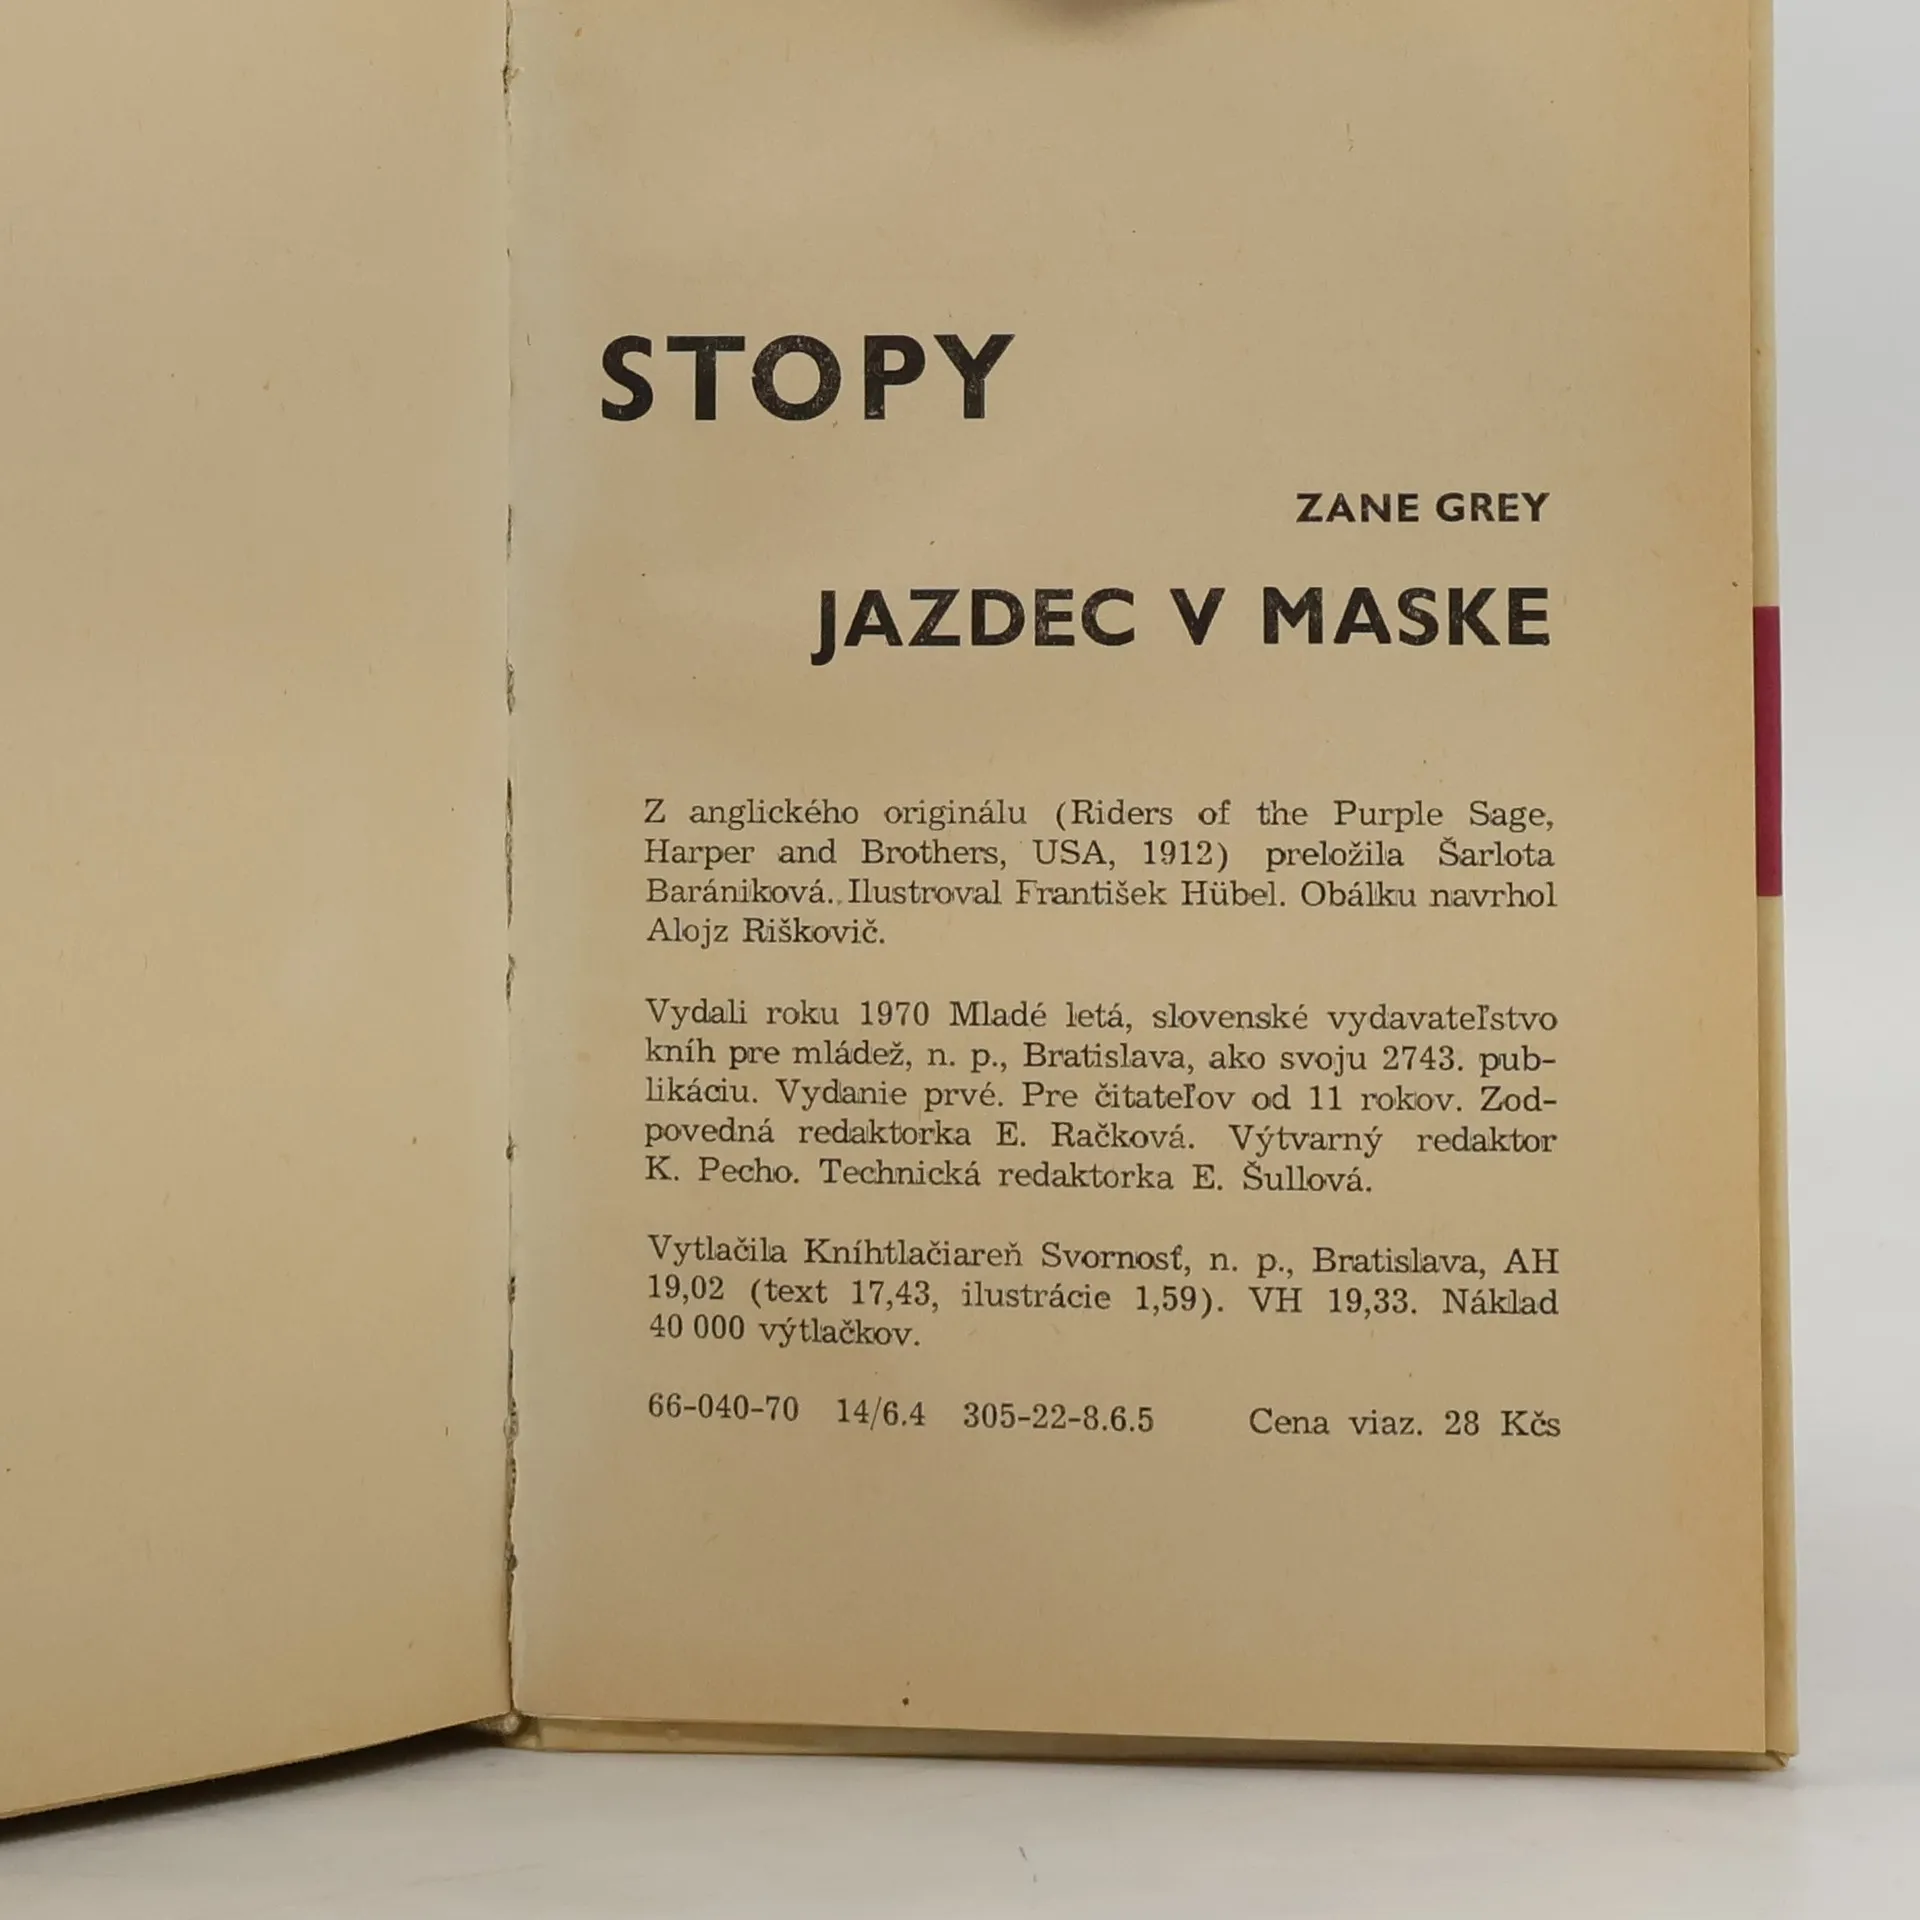 STOPY
ZANE GREY
JAZDEC V MASKE
Z anglického originálu (Riders of the Purple Sage,
Harper and Brothers, USA, 1912) preložila Šarlota
Barániková. Ilustroval František Hübel. Obálku navrhol
Alojz Riškovič.
Vydali roku 1970 Mladé letá, slovenské vydavateľstvo
kníh pre mládež, n. p., Bratislava, ako svoju 2743. pub-
likáciu. Vydanie prvé. Pre čitateľov od 11 rokov. Zod-
povedná redaktorka E. Račková. Výtvarný redaktor
K. Pecho. Technická redaktorka E. Šullová.
Vytlačila Kníhtlačiareň Svornosť, n. p., Bratislava, AH
19,02 (text 17,43, ilustrácie 1,59). VH 19,33. Náklad
40 000 výtlačkov.
66-040-70 14/6.4 305-22-8.6.5 Cena viaz. 28 Kčs